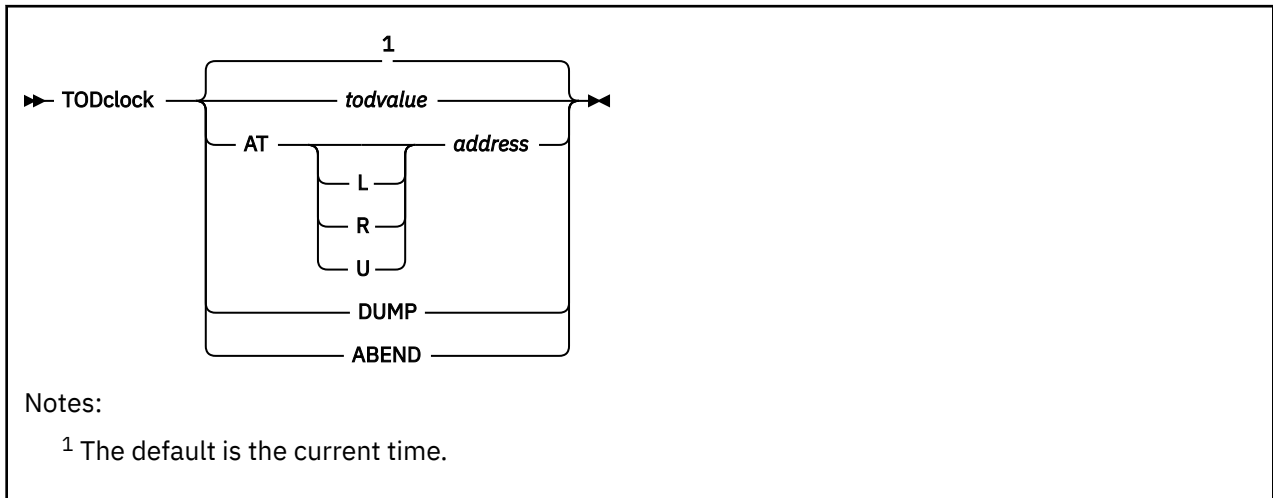 1
TODclock todvalue
AT address
L
R
U
DUMP
ABEND
Notes:
1 The default is the current time.